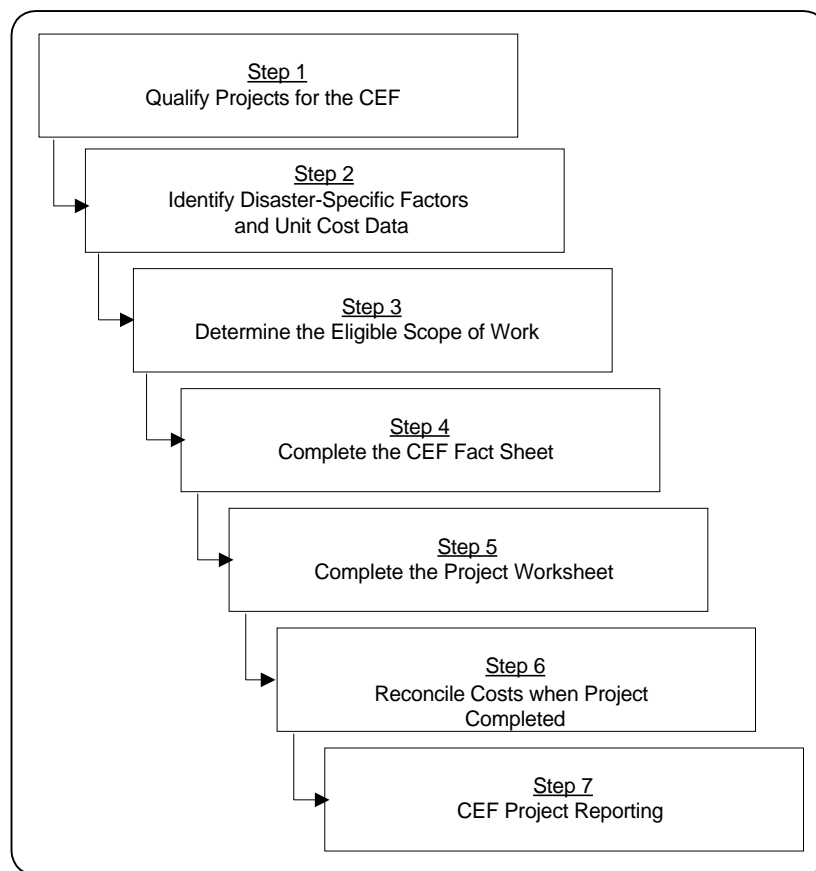 Step 1
Qualify Projects for the CEF
Step 2
Identify Disaster-Specific Factors
and Unit Cost Data
Step 3
Determine the Eligible Scope of Work
Step 4
Complete the CEF Fact Sheet
Step 5
Complete the Project Worksheet
Step 6
Reconcile Costs when Project
Completed
Step 7
CEF Project Reporting